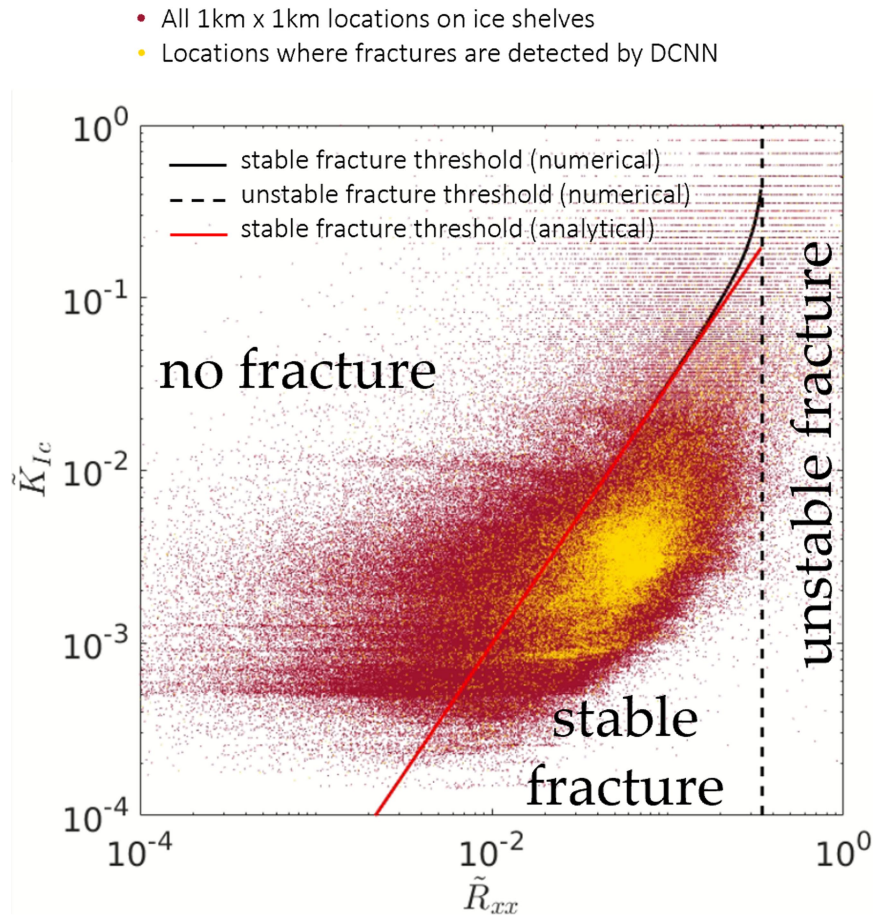 All 1km x 1km locations on ice shelves
Locations where fractures are detected by DCNN
10⁰
stable fracture threshold (numerical)
unstable fracture threshold (numerical)
stable fracture threshold (analytical)
10⁻¹
no fracture
unstable fracture
K̃_Ic
10⁻²
10⁻³
stable
fracture
10⁻⁴
10⁻⁴ 10⁻² 10⁰
R̃_xx